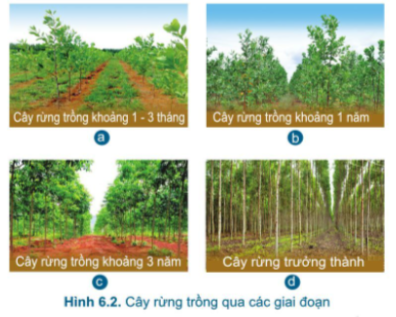 Cây rừng trồng khoảng 1 - 3 tháng
a
Cây rừng trồng khoảng 1 năm
b
Cây rừng trồng khoảng 3 năm
c
Cây rừng trưởng thành
d
Hình 6.2. Cây rừng trồng qua các giai đoạn